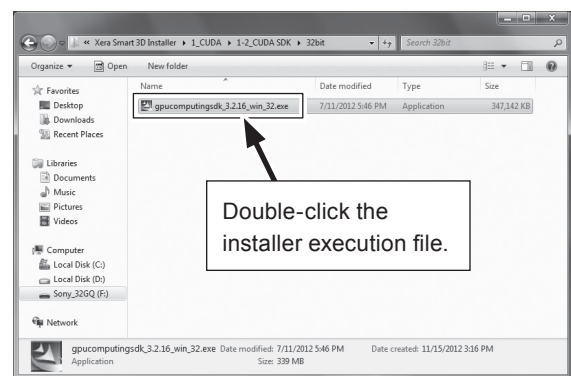 « Xera Smart 3D Installer ▸ 1_CUDA ▸ 1-2_CUDA SDK ▸ 32bit
Search 32bit
Organize ▾ Open New folder
Name Date modified Type Size
Favorites
Desktop
Downloads
Recent Places
Libraries
Documents
Music
Pictures
Videos
Computer
Local Disk (C:)
Local Disk (D:)
Sony_32GQ (F:)
Network
gpucomputingsdk_3.2.16_win_32.exe 7/11/2012 5:46 PM Application 347,142 KB
Double-click the
installer execution file.
gpucomputingsdk_3.2.16_win_32.exe Date modified: 7/11/2012 5:46 PM Date created: 11/15/2012 3:16 PM
Application Size: 339 MB